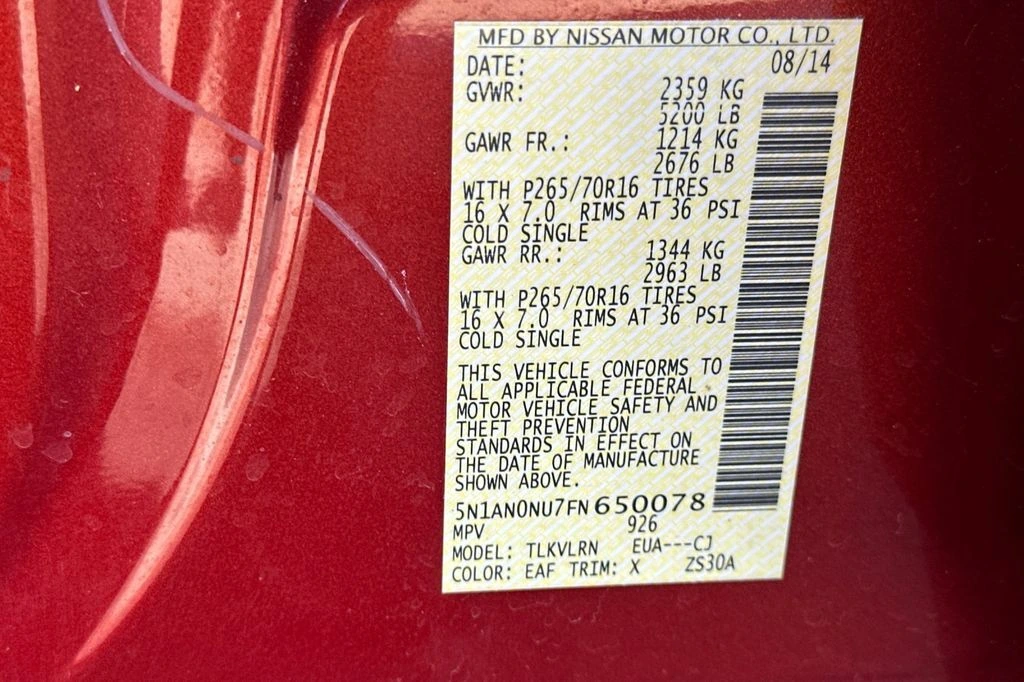 MFD BY NISSAN MOTOR CO., LTD.
DATE: 08/14
GVWR: 2359 KG
5200 LB
GAWR FR.: 1214 KG
2676 LB
WITH P265/70R16 TIRES
16 X 7.0 RIMS AT 36 PSI
COLD SINGLE
GAWR RR.: 1344 KG
2963 LB
WITH P265/70R16 TIRES
16 X 7.0 RIMS AT 36 PSI
COLD SINGLE
THIS VEHICLE CONFORMS TO
ALL APPLICABLE FEDERAL
MOTOR VEHICLE SAFETY AND
THEFT PREVENTION
STANDARDS IN EFFECT ON
THE DATE OF MANUFACTURE
SHOWN ABOVE.
5N1AN0NU7FN650078
MPV 926
MODEL: TLKVLRN EUA---CJ
COLOR: EAF TRIM: X ZS30A